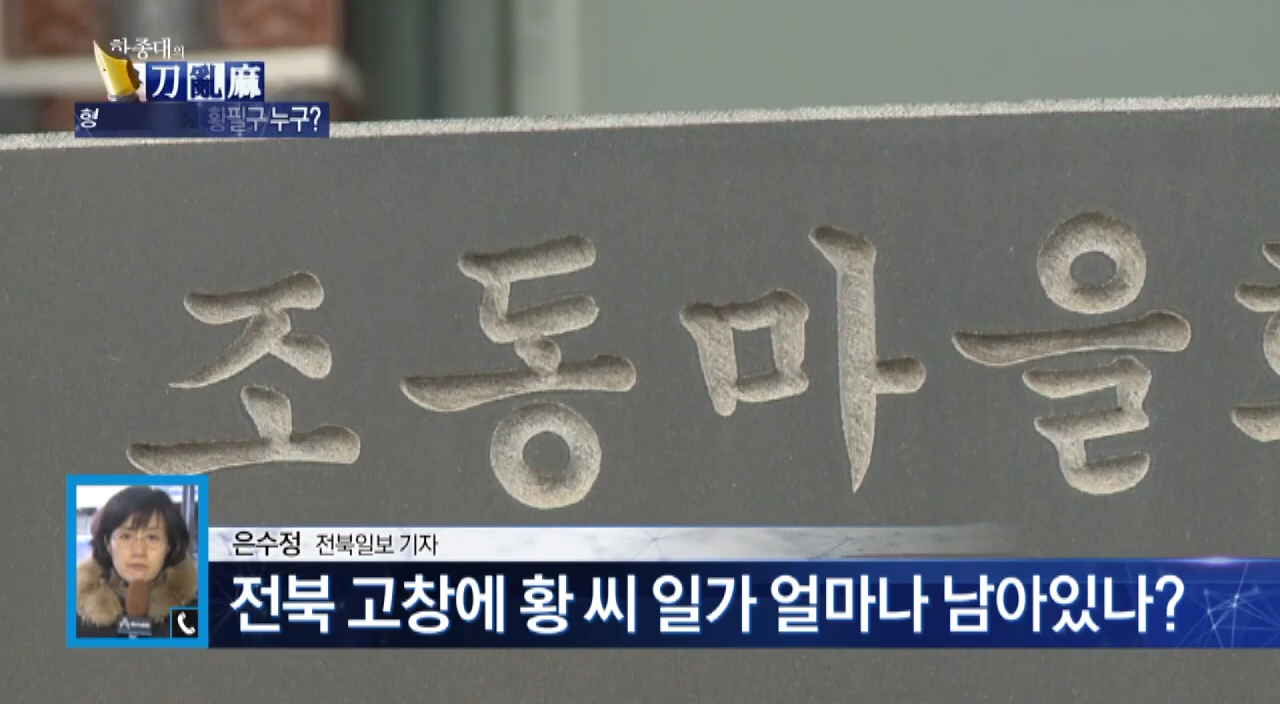 한종대의
刀亂麻
형 황필구 누구?
조동마을
은수정 전북일보 기자
전북 고창에 황 씨 일가 얼마나 남아있나?